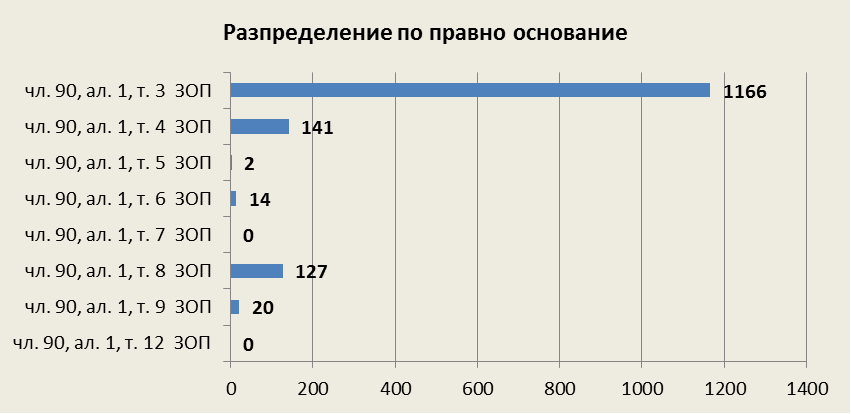 Разпределение по правно основание
чл. 90, ал. 1, т. 3  ЗОП 1166
чл. 90, ал. 1, т. 4  ЗОП 141
чл. 90, ал. 1, т. 5  ЗОП 2
чл. 90, ал. 1, т. 6  ЗОП 14
чл. 90, ал. 1, т. 7  ЗОП 0
чл. 90, ал. 1, т. 8  ЗОП 127
чл. 90, ал. 1, т. 9  ЗОП 20
чл. 90, ал. 1, т. 12  ЗОП 0
0 200 400 600 800 1000 1200 1400